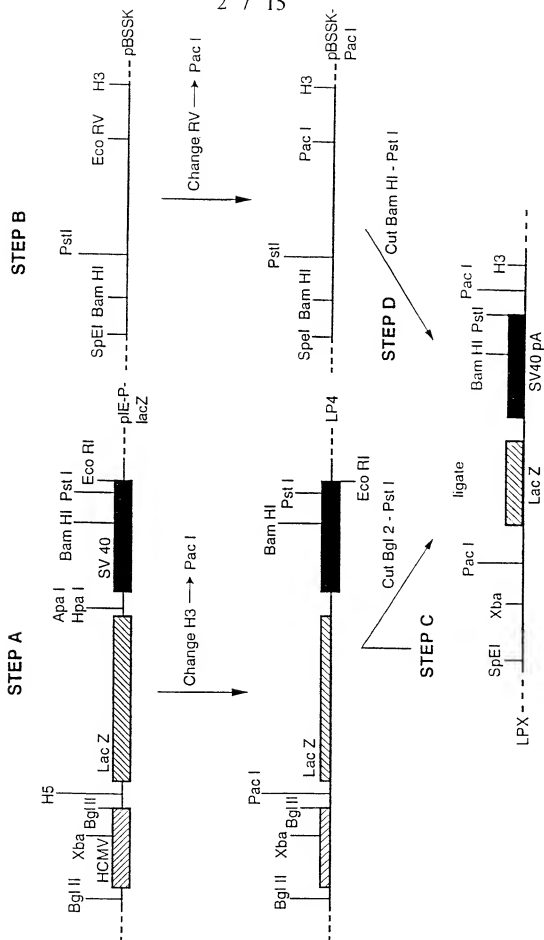 2 / 15
STEP A
Bgl II
Xba
HCMV
Bgl II
H5
Lac Z
Apa I
Hpa I
Bam HI
Pst I
SV 40
Eco RI
pIE-P-
lacZ
Change H3 → Pac I
Bgl II
Xba
Bgl II
Pac I
Lac Z
Bam HI
Pst I
Eco RI
LP4
STEP B
SpEI
Bam HI
PstI
Eco RV
H3
pBSSK
Change RV → Pac I
SpeI
Bam HI
PstI
Pac I
H3
pBSSK-
Pac I
STEP C
Cut Bgl 2 - Pst I
STEP D
Cut Bam HI - Pst I
ligate
LPX
SpEI
Xba
Pac I
Lac Z
Bam HI
PstI
SV40 pA
Pac I
H3